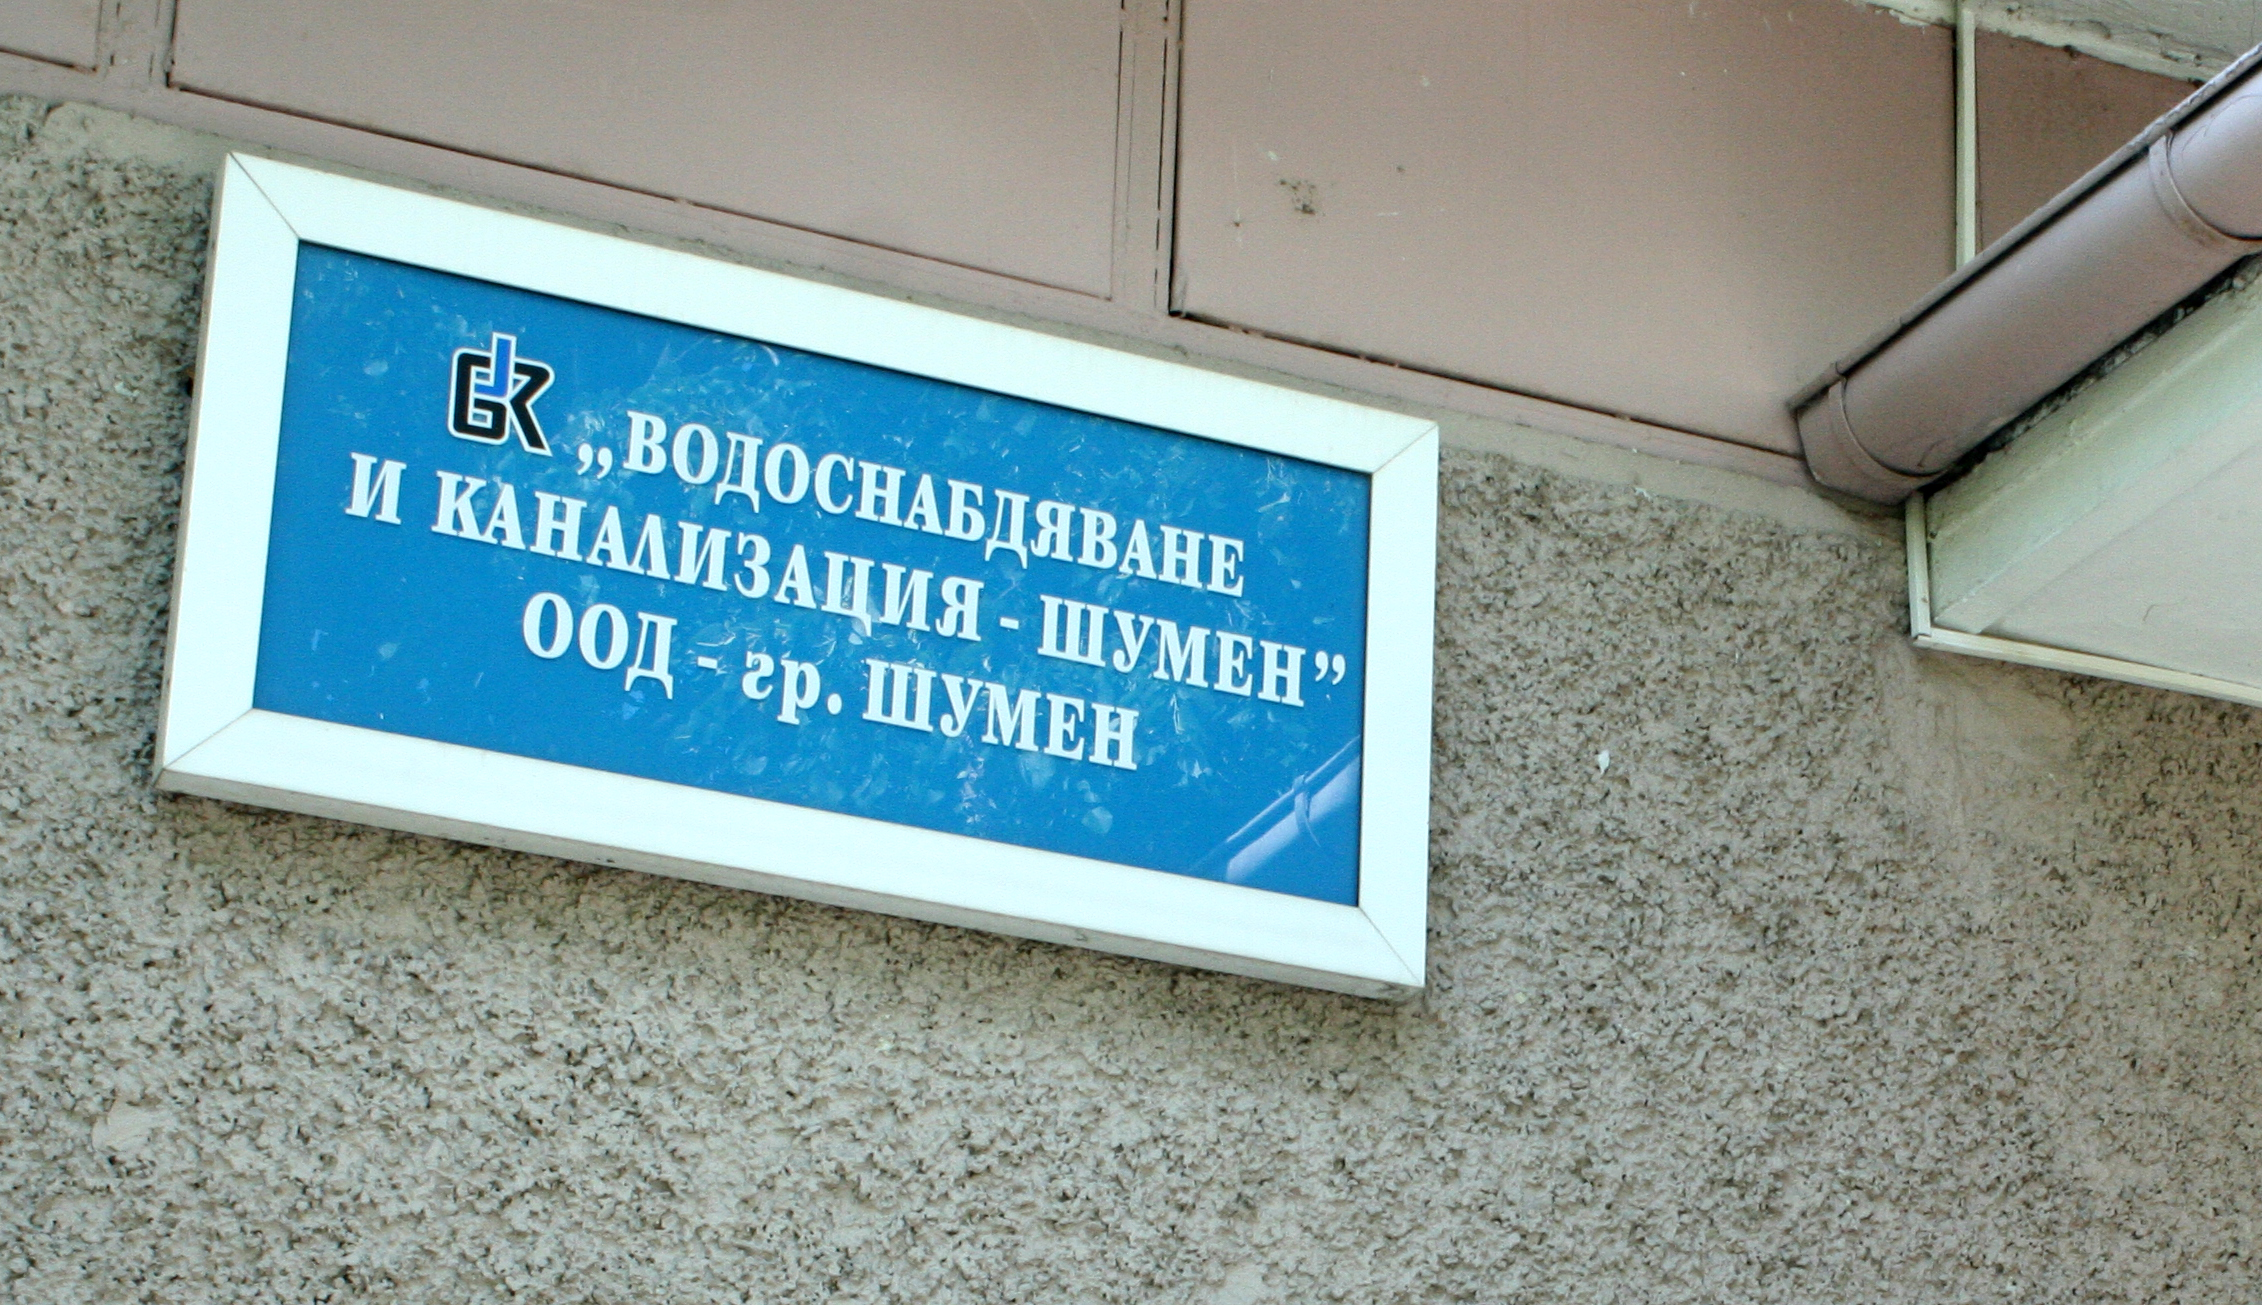 „ВОДОСНАБДЯВАНЕ
И КАНАЛИЗАЦИЯ - ШУМЕН”
ООД - гр. ШУМЕН